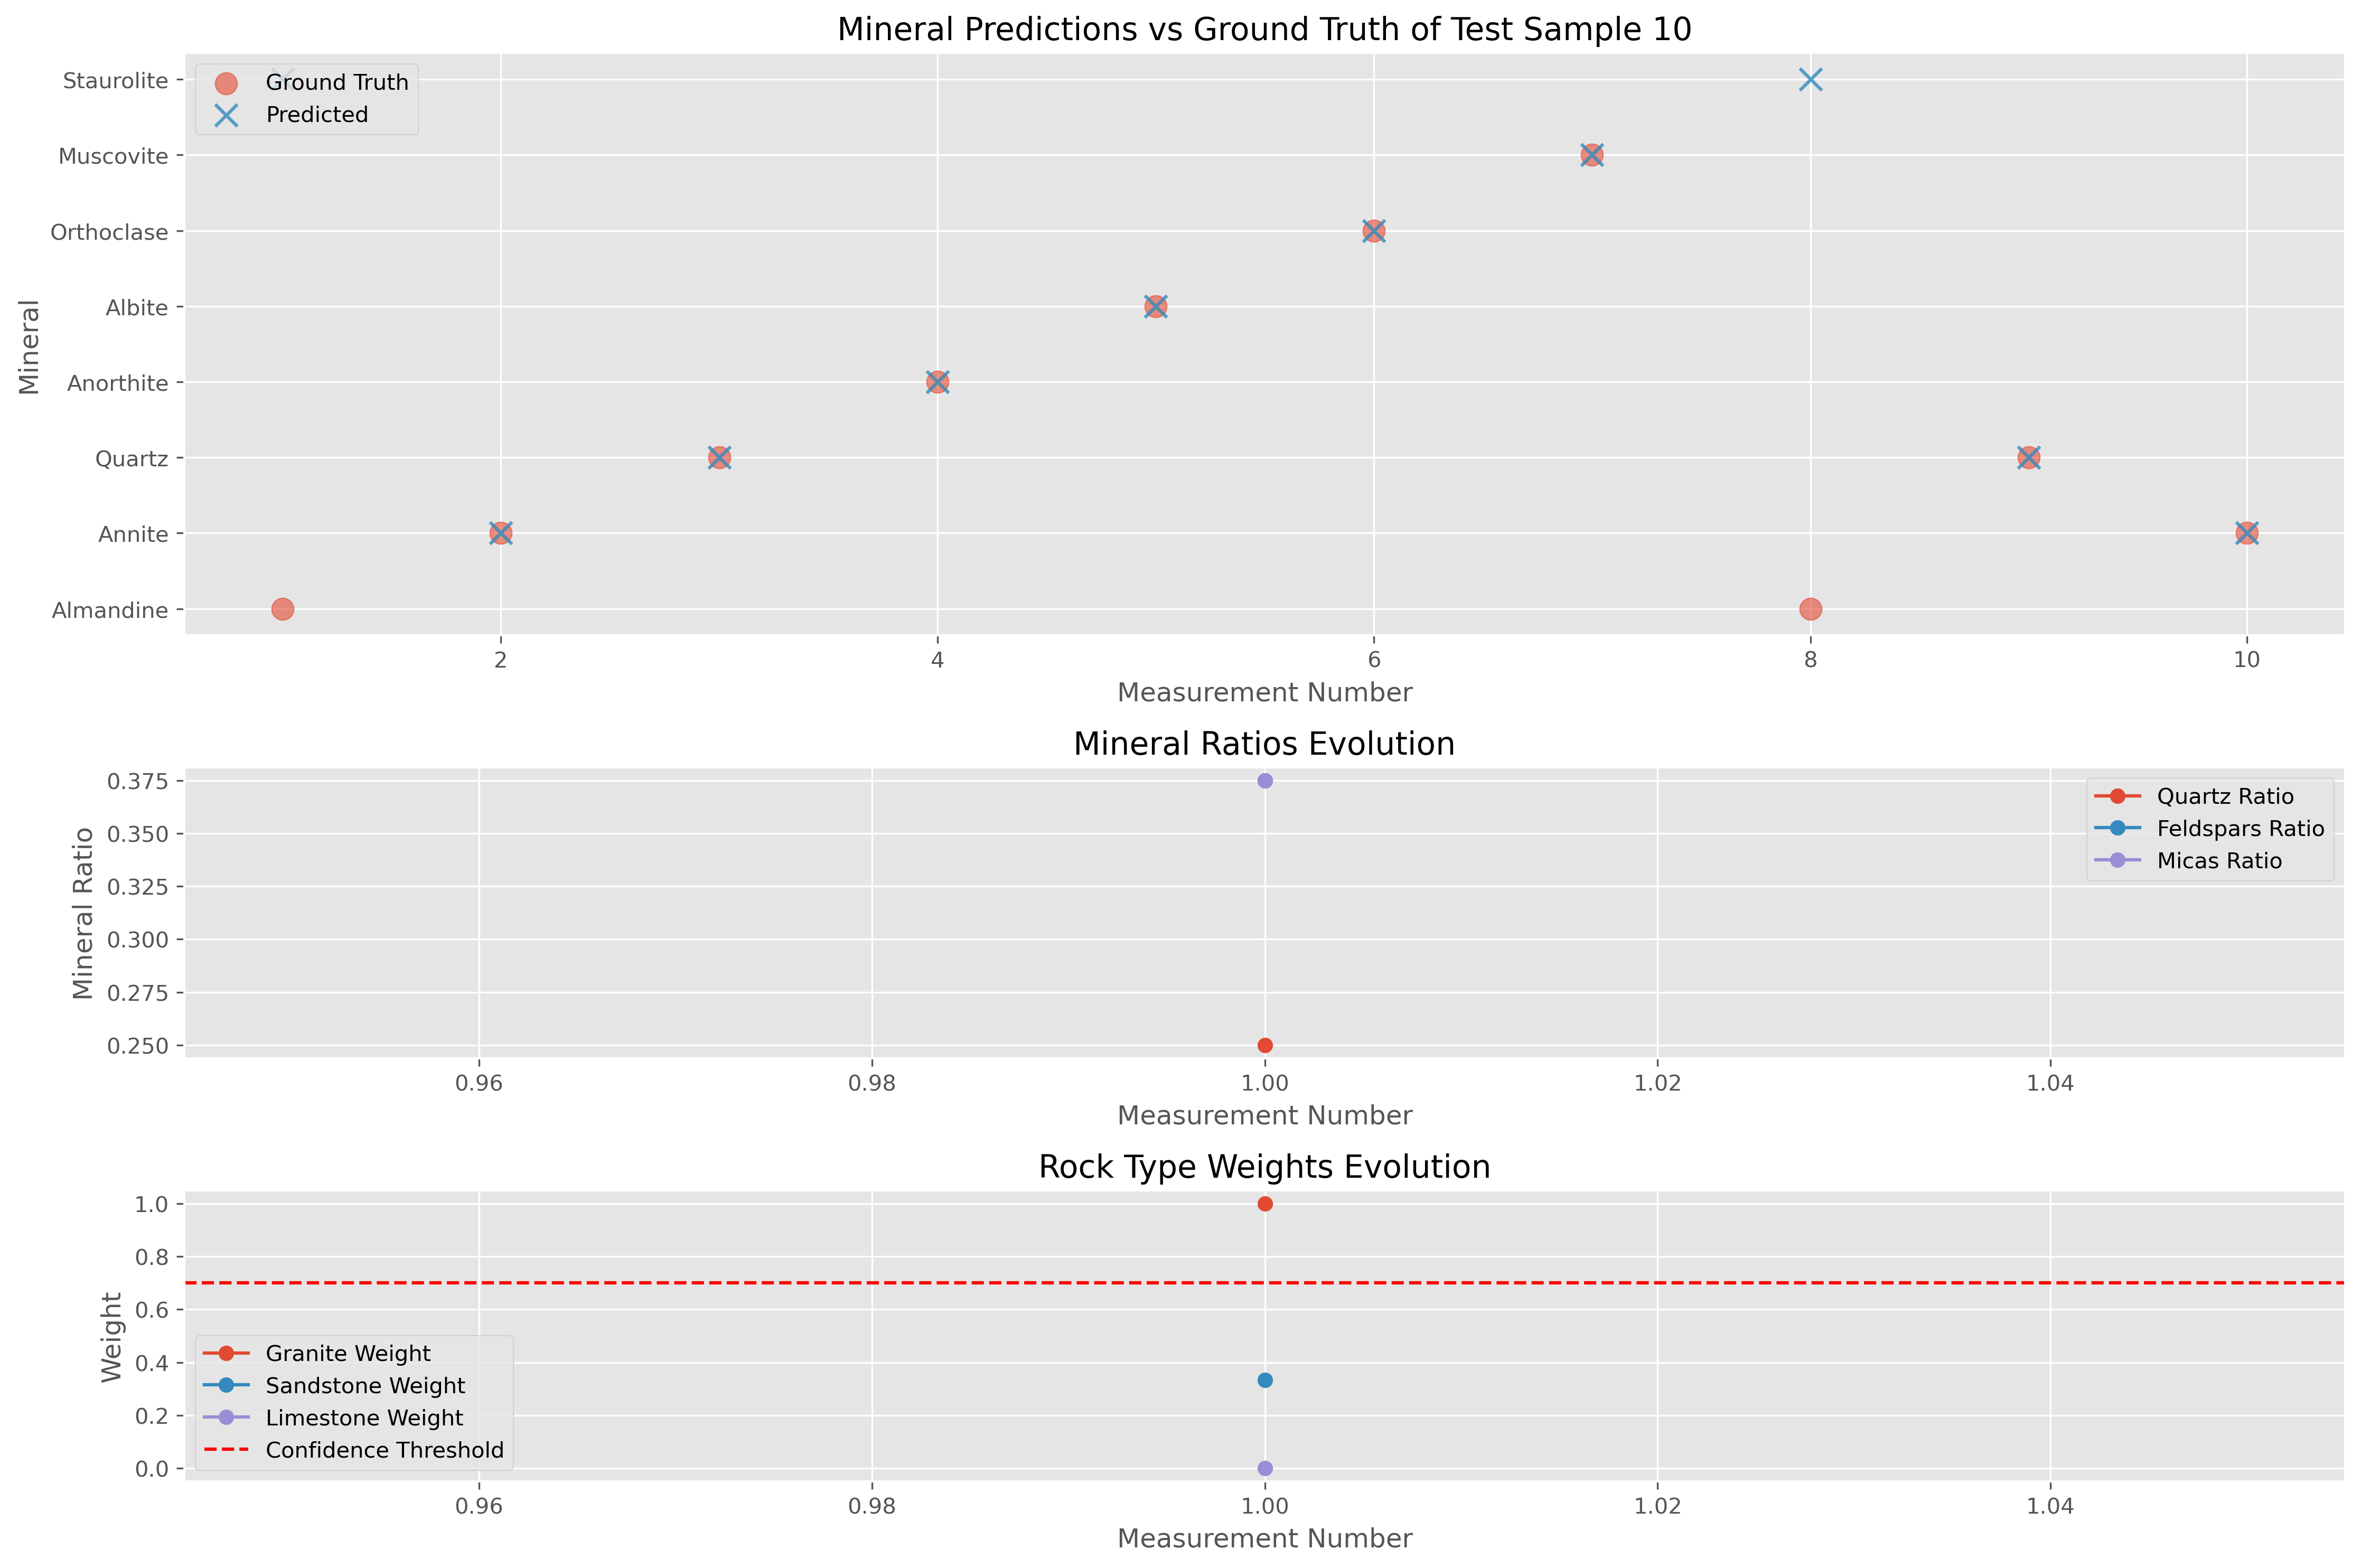 Mineral Predictions vs Ground Truth of Test Sample 10
Mineral
Staurolite
Muscovite
Orthoclase
Albite
Anorthite
Quartz
Annite
Almandine
Ground Truth
Predicted
2 4 6 8 10
Measurement Number
Mineral Ratios Evolution
Mineral Ratio
0.375
0.350
0.325
0.300
0.275
0.250
Quartz Ratio
Feldspars Ratio
Micas Ratio
0.96 0.98 1.00 1.02 1.04
Measurement Number
Rock Type Weights Evolution
Weight
1.0
0.8
0.6
0.4
0.2
0.0
Granite Weight
Sandstone Weight
Limestone Weight
Confidence Threshold
0.96 0.98 1.00 1.02 1.04
Measurement Number